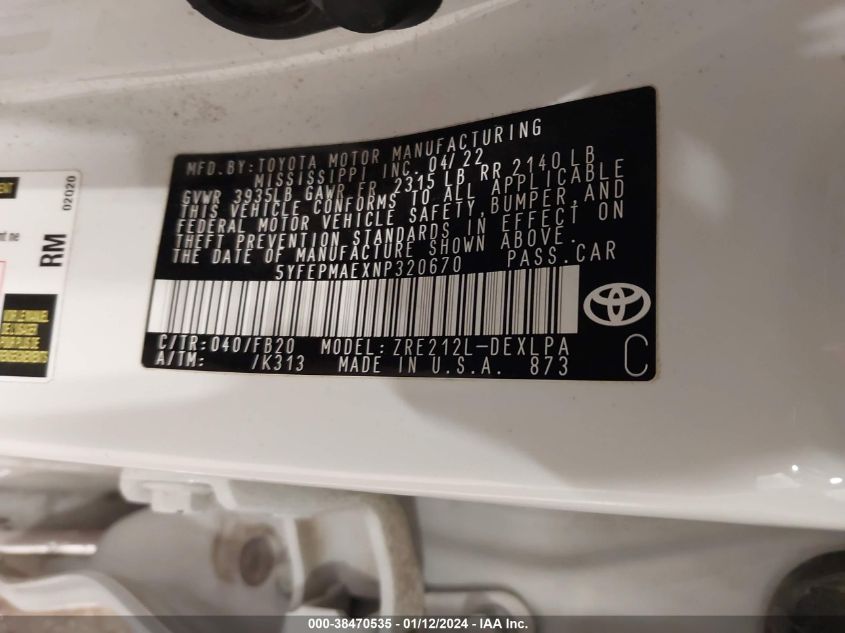 MFD.BY:TOYOTA MOTOR MANUFACTURING
MISSISSIPPI INC. 04/22
GVWR 3935LB GAWR FR 2315 LB RR 2140 LB
THIS VEHICLE CONFORMS TO ALL APPLICABLE
FEDERAL MOTOR VEHICLE SAFETY,BUMPER,AND
THEFT PREVENTION STANDARDS IN EFFECT ON
THE DATE OF MANUFACTURE SHOWN ABOVE.
5YFEPMAEXNP320670 PASS.CAR
C/TR: 040/FB20 MODEL: ZRE212L-DEXLPA
A/TM: /K313 MADE IN U.S.A. 873
C
RM
02020
000-38470535 - 01/12/2024 - IAAI Inc.